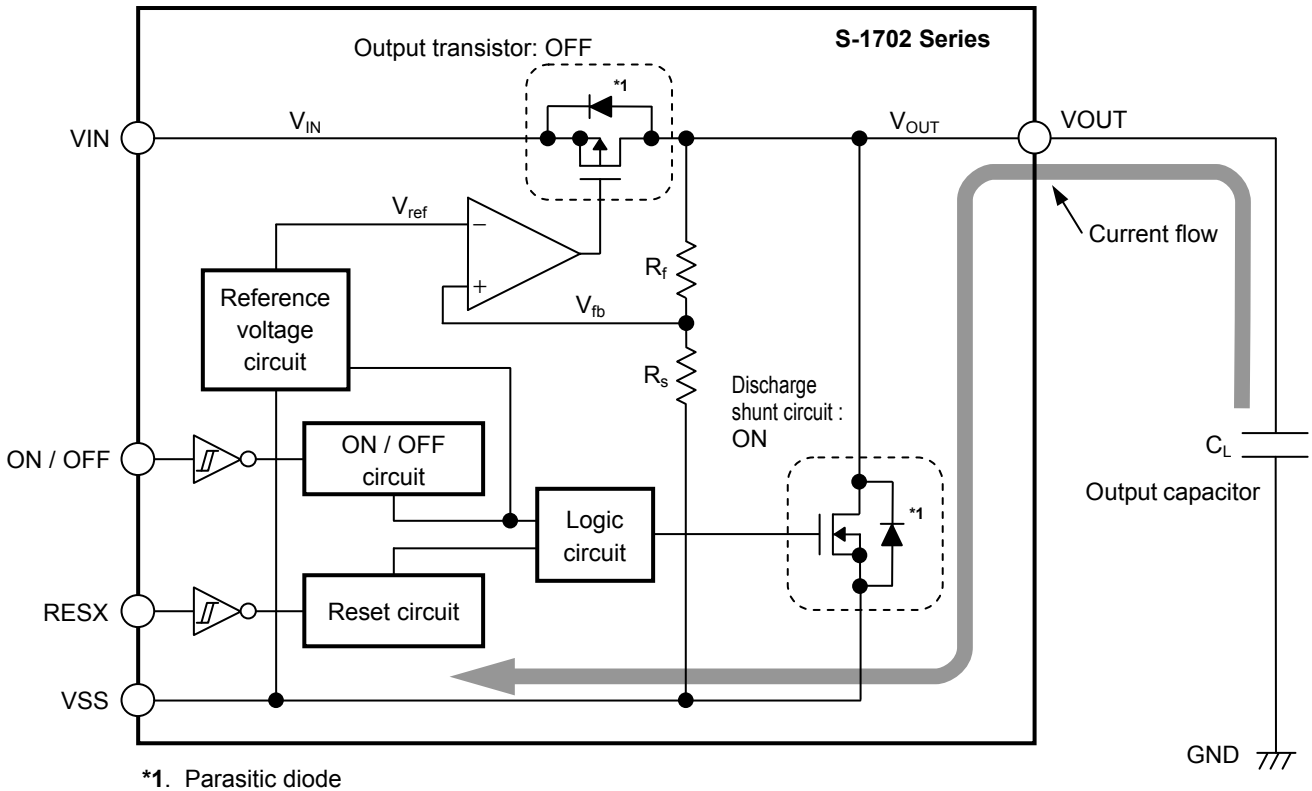 S-1702 Series
Output transistor: OFF
*1
VIN
V_IN
V_OUT
VOUT
V_ref
−
+
Current flow
R_f
Reference
voltage
circuit
V_fb
R_s
Discharge
shunt circuit :
ON
ON / OFF
ON / OFF
circuit
C_L
Output capacitor
*1
Logic
circuit
RESX
Reset circuit
VSS
GND
*1. Parasitic diode